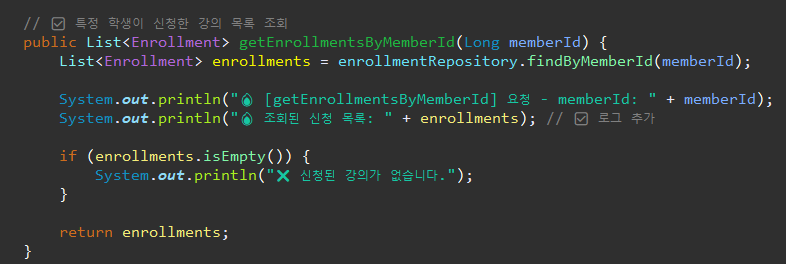 // ✅ 특정 학생이 신청한 강의 목록 조회
public List<Enrollment> getEnrollmentsByMemberId(Long memberId) {
    List<Enrollment> enrollments = enrollmentRepository.findByMemberId(memberId);
    System.out.println("🔥 [getEnrollmentsByMemberId] 요청 - memberId: " + memberId);
    System.out.println("🔥 조회된 신청 목록: " + enrollments); // ✅ 로그 추가
    if (enrollments.isEmpty()) {
        System.out.println("❌ 신청된 강의가 없습니다.");
    }
    return enrollments;
}